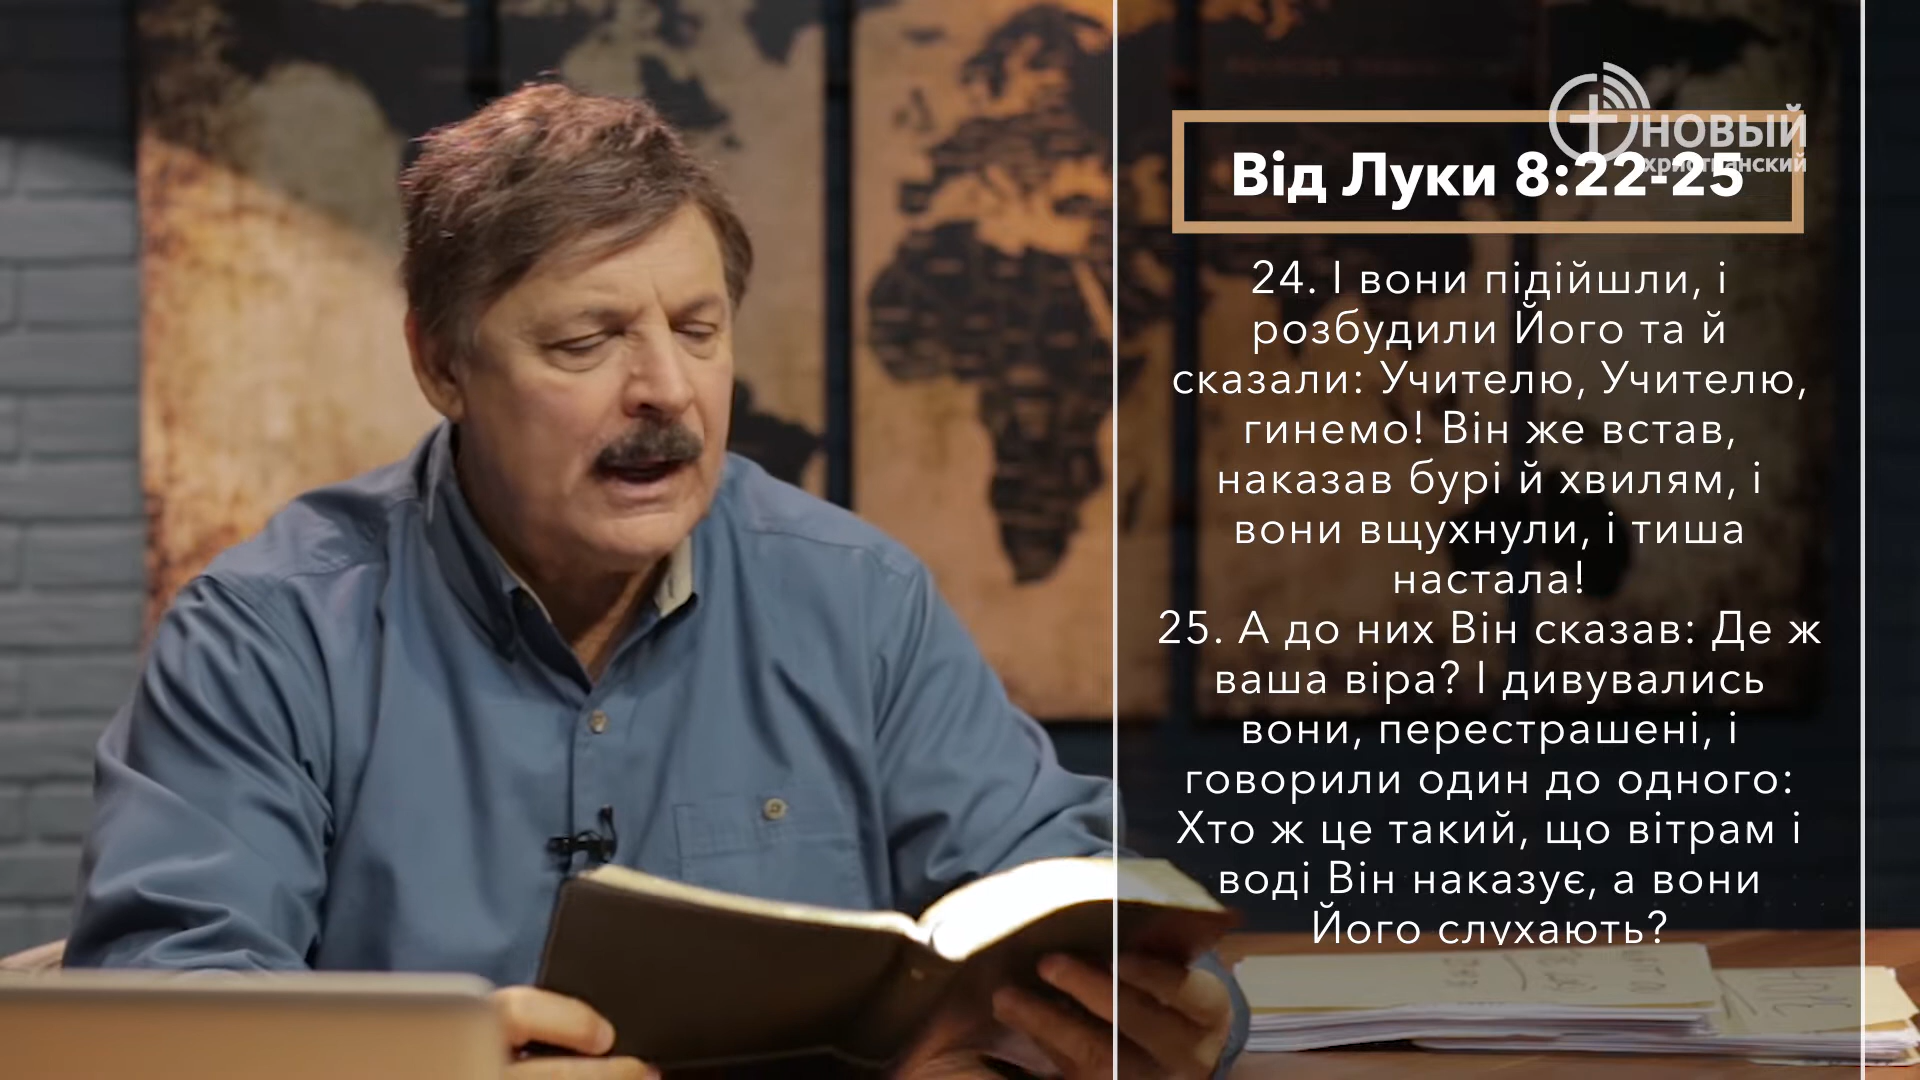 НОВЫЙ
христианский
Від Луки 8:22-25
24. І вони підійшли, і
розбудили Його та й
сказали: Учителю, Учителю,
гинемо! Він же встав,
наказав бурі й хвилям, і
вони вщухнули, і тиша
настала!
25. А до них Він сказав: Де ж
ваша віра? І дивувались
вони, перестрашені, і
говорили один до одного:
Хто ж це такий, що вітрам і
воді Він наказує, а вони
Його слухають?